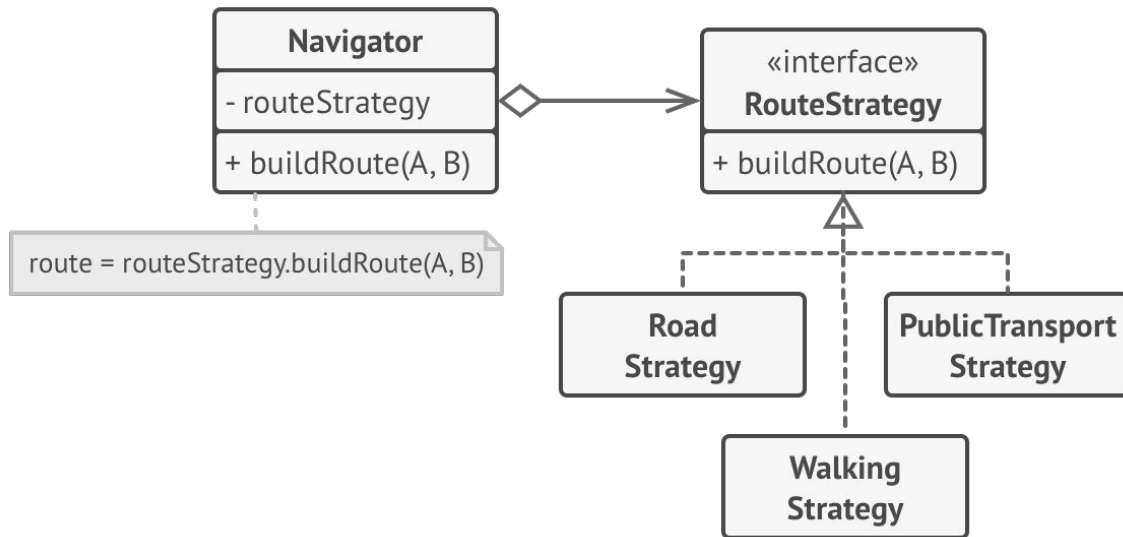 Navigator
- routeStrategy
+ buildRoute(A, B)
route = routeStrategy.buildRoute(A, B)
«interface»
RouteStrategy
+ buildRoute(A, B)
Road
Strategy
PublicTransport
Strategy
Walking
Strategy